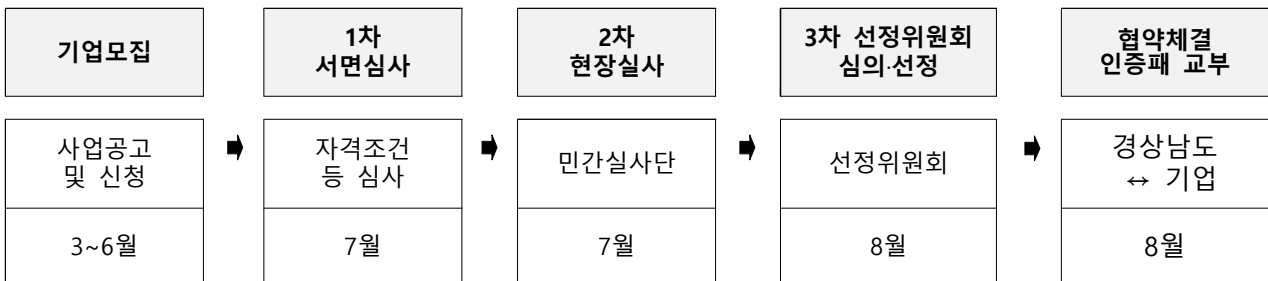 기업모집
1차
서면심사
2차
현장실사
3차 선정위원회
심의·선정
협약체결
인증패 교부
사업공고
및 신청
➡
자격조건
등 심사
➡
민간실사단
➡
선정위원회
➡
경상남도
↔ 기업
3~6월
7월
7월
8월
8월